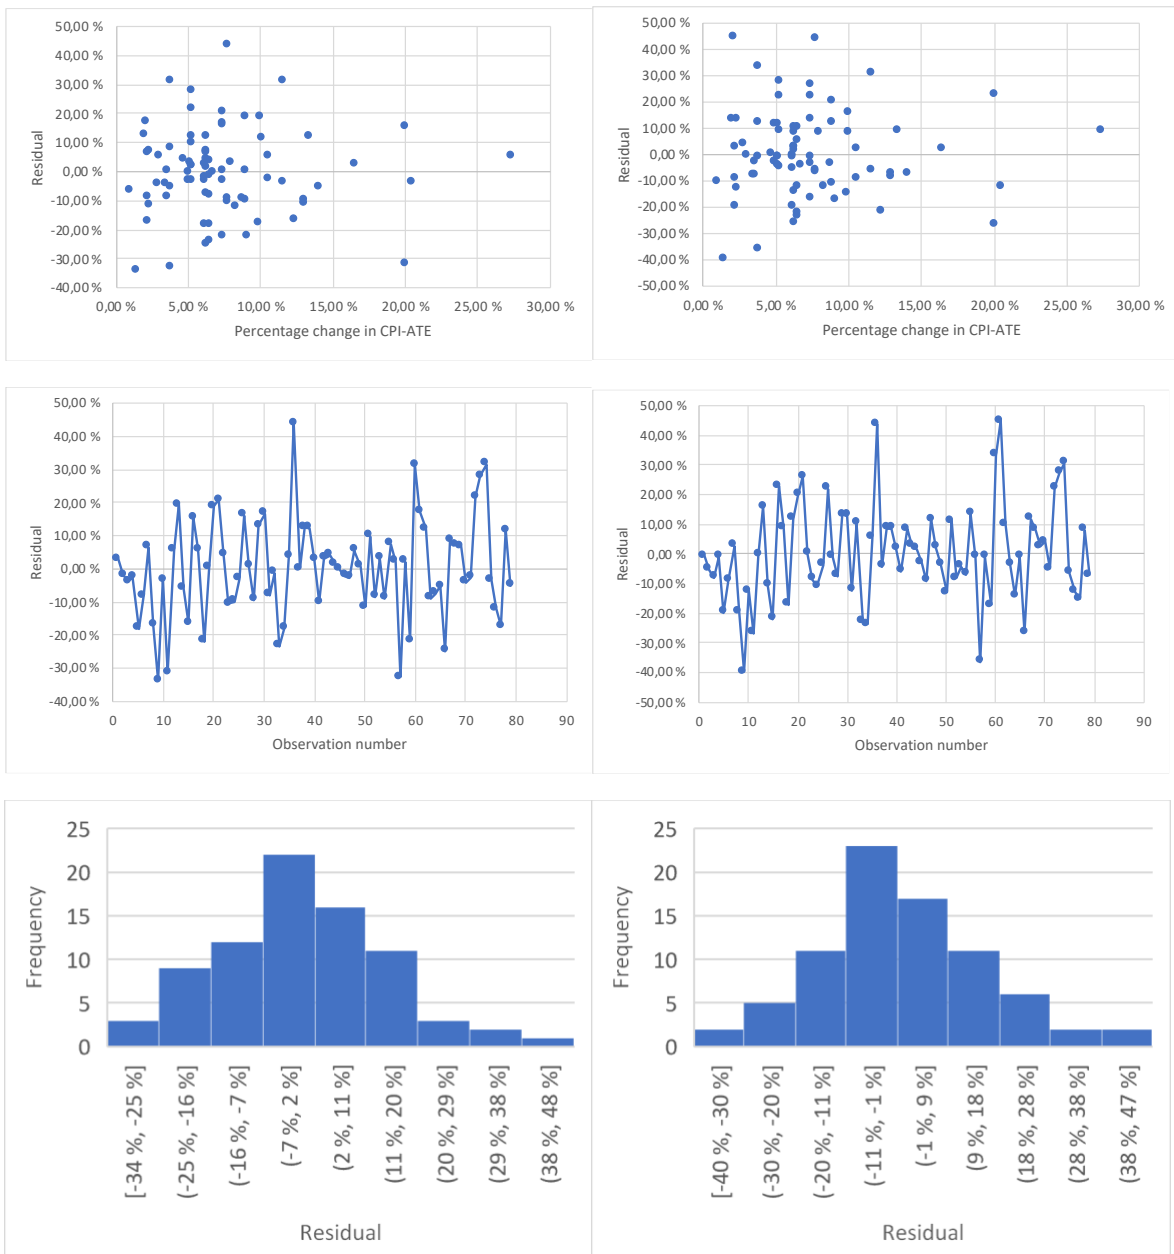 50,00 %
40,00 %
30,00 %
20,00 %
10,00 %
0,00 %
-10,00 %
-20,00 %
-30,00 %
-40,00 %
Residual
0,00 % 5,00 % 10,00 % 15,00 % 20,00 % 25,00 % 30,00 %
Percentage change in CPI-ATE
50,00 %
40,00 %
30,00 %
20,00 %
10,00 %
0,00 %
-10,00 %
-20,00 %
-30,00 %
-40,00 %
-50,00 %
Residual
0,00 % 5,00 % 10,00 % 15,00 % 20,00 % 25,00 % 30,00 %
Percentage change in CPI-ATE
50,00 %
40,00 %
30,00 %
20,00 %
10,00 %
0,00 %
-10,00 %
-20,00 %
-30,00 %
-40,00 %
Residual
0 10 20 30 40 50 60 70 80 90
Observation number
50,00 %
40,00 %
30,00 %
20,00 %
10,00 %
0,00 %
-10,00 %
-20,00 %
-30,00 %
-40,00 %
-50,00 %
Residual
0 10 20 30 40 50 60 70 80 90
Observation number
25
20
15
10
5
0
Frequency
[-34 %, -25 %]
(-25 %, -16 %]
(-16 %, -7 %]
(-7 %, 2 %]
(2 %, 11 %]
(11 %, 20 %]
(20 %, 29 %]
(29 %, 38 %]
(38 %, 48 %]
Residual
25
20
15
10
5
0
Frequency
[-40 %, -30 %]
(-30 %, -20 %]
(-20 %, -11 %]
(-11 %, -1 %]
(-1 %, 9 %]
(9 %, 18 %]
(18 %, 28 %]
(28 %, 38 %]
(38 %, 47 %]
Residual